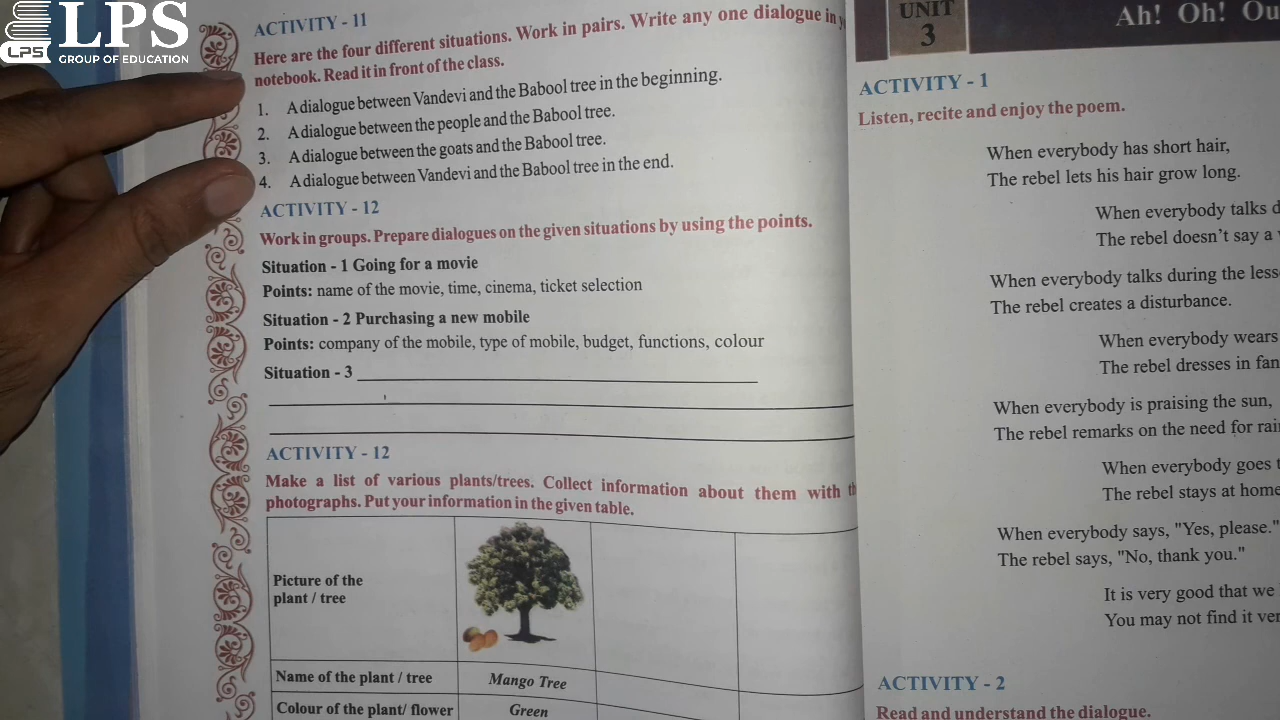 LPS
LPS
GROUP OF EDUCATION
ACTIVITY - 11
Here are the four different situations. Work in pairs. Write any one dialogue in
notebook. Read it in front of the class.
1. A dialogue between Vandevi and the Babool tree in the beginning.
2. A dialogue between the people and the Babool tree.
3. A dialogue between the goats and the Babool tree.
4. A dialogue between Vandevi and the Babool tree in the end.
ACTIVITY - 12
Work in groups. Prepare dialogues on the given situations by using the points.
Situation - 1 Going for a movie
Points: name of the movie, time, cinema, ticket selection
Situation - 2 Purchasing a new mobile
Points: company of the mobile, type of mobile, budget, functions, colour
Situation - 3
ACTIVITY - 12
Make a list of various plants/trees. Collect information about them with
photographs. Put your information in the given table.
Picture of the
plant / tree
Name of the plant / tree Mango Tree
Colour of the plant/ flower Green
UNIT
3
Ah! Oh!
ACTIVITY - 1
Listen, recite and enjoy the poem.
When everybody has short hair,
The rebel lets his hair grow long.
When everybody talks
The rebel doesn't say a
When everybody talks during the
The rebel creates a disturbance.
When everybody wears
The rebel dresses in
When everybody is praising the sun,
The rebel remarks on the need for
When everybody goes
The rebel stays at home
When everybody says, "Yes, please."
The rebel says, "No, thank you."
It is very good that we
You may not find it
ACTIVITY - 2
Read and understand the dialogue.